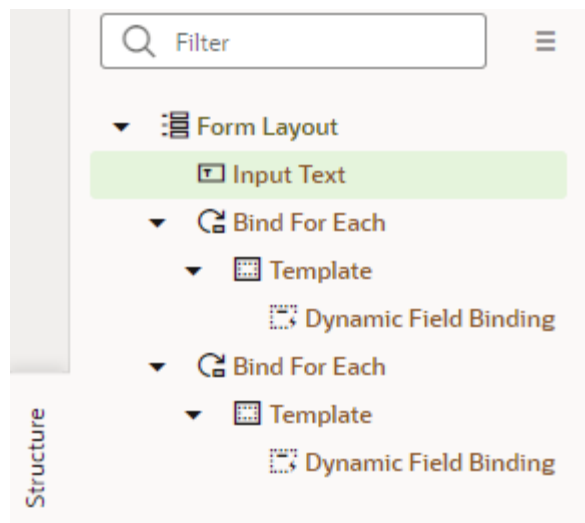 Filter
Form Layout
Input Text
Bind For Each
Template
Dynamic Field Binding
Bind For Each
Template
Dynamic Field Binding
Structure